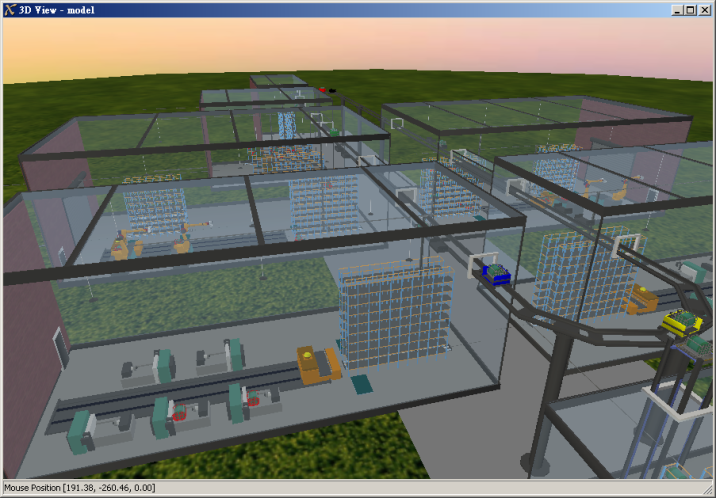 3D View - model
Mouse Position [191.38, -260.46, 0.00]